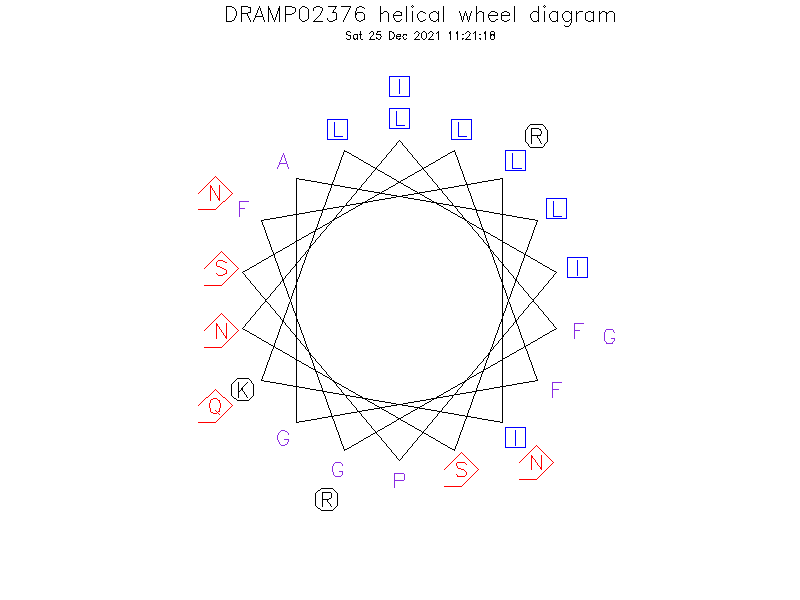 DRAMP02376 helical wheel diagram
Sat 25 Dec 2021 11:21:18
I
L
L
L
R
A
L
N
F
L
S
I
N
F
G
K
F
Q
G
I
G
S
N
P
R